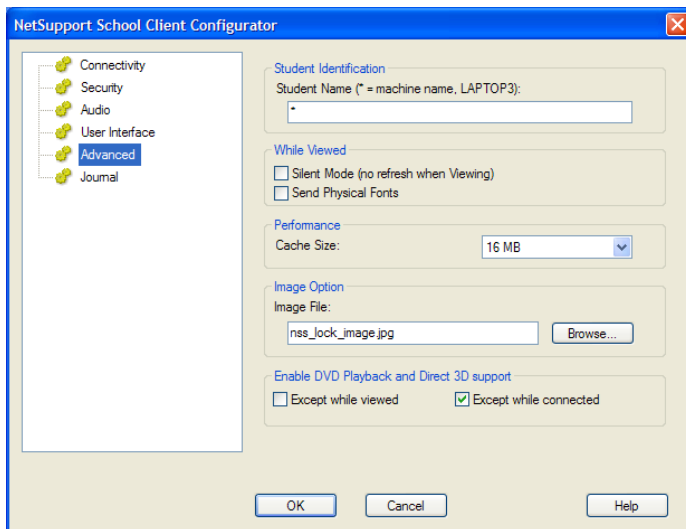 NetSupport School Client Configurator
Connectivity
Security
Audio
User Interface
Advanced
Journal
Student Identification
Student Name (* = machine name, LAPTOP3):
*
While Viewed
Silent Mode (no refresh when Viewing)
Send Physical Fonts
Performance
Cache Size:
16 MB
Image Option
Image File:
nss_lock_image.jpg
Browse...
Enable DVD Playback and Direct 3D support
Except while viewed
Except while connected
OK
Cancel
Help